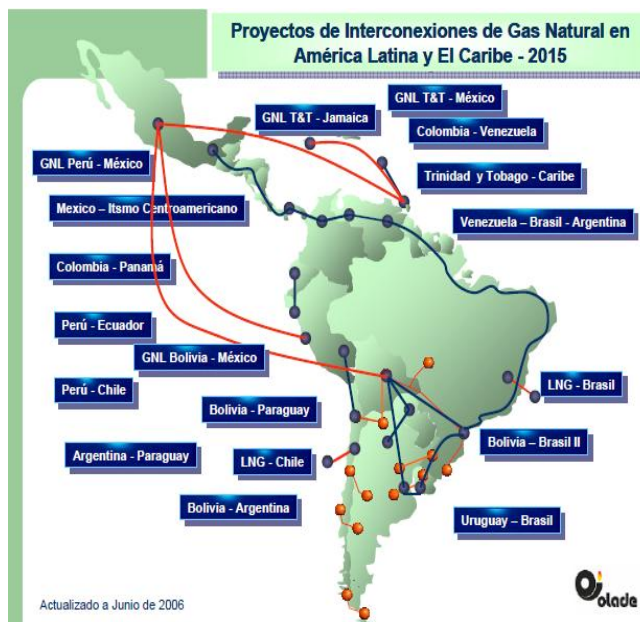 Proyectos de Interconexiones de Gas Natural en
América Latina y El Caribe - 2015
GNL T&T - México
GNL T&T - Jamaica
Colombia - Venezuela
GNL Perú - México
Trinidad y Tobago - Caribe
Mexico – Itsmo Centroamericano
Venezuela – Brasil - Argentina
Colombia - Panamá
Perú - Ecuador
GNL Bolivia - México
Perú - Chile
LNG - Brasil
Bolivia - Paraguay
Bolivia – Brasil II
Argentina - Paraguay
LNG - Chile
Bolivia - Argentina
Uruguay – Brasil
Actualizado a Junio de 2006
olade